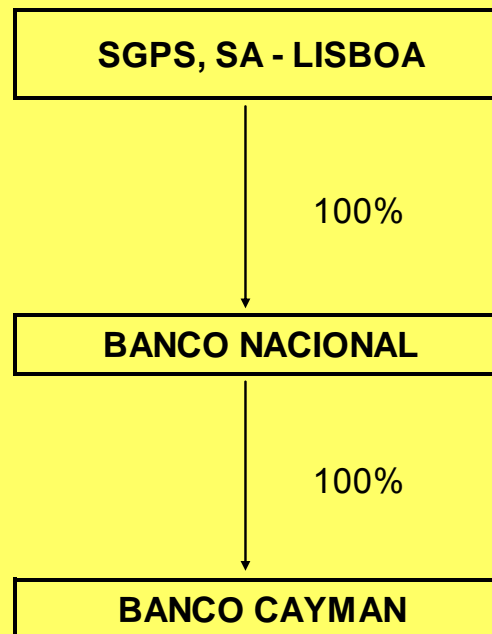 SGPS, SA - LISBOA
100%
BANCO NACIONAL
100%
BANCO CAYMAN